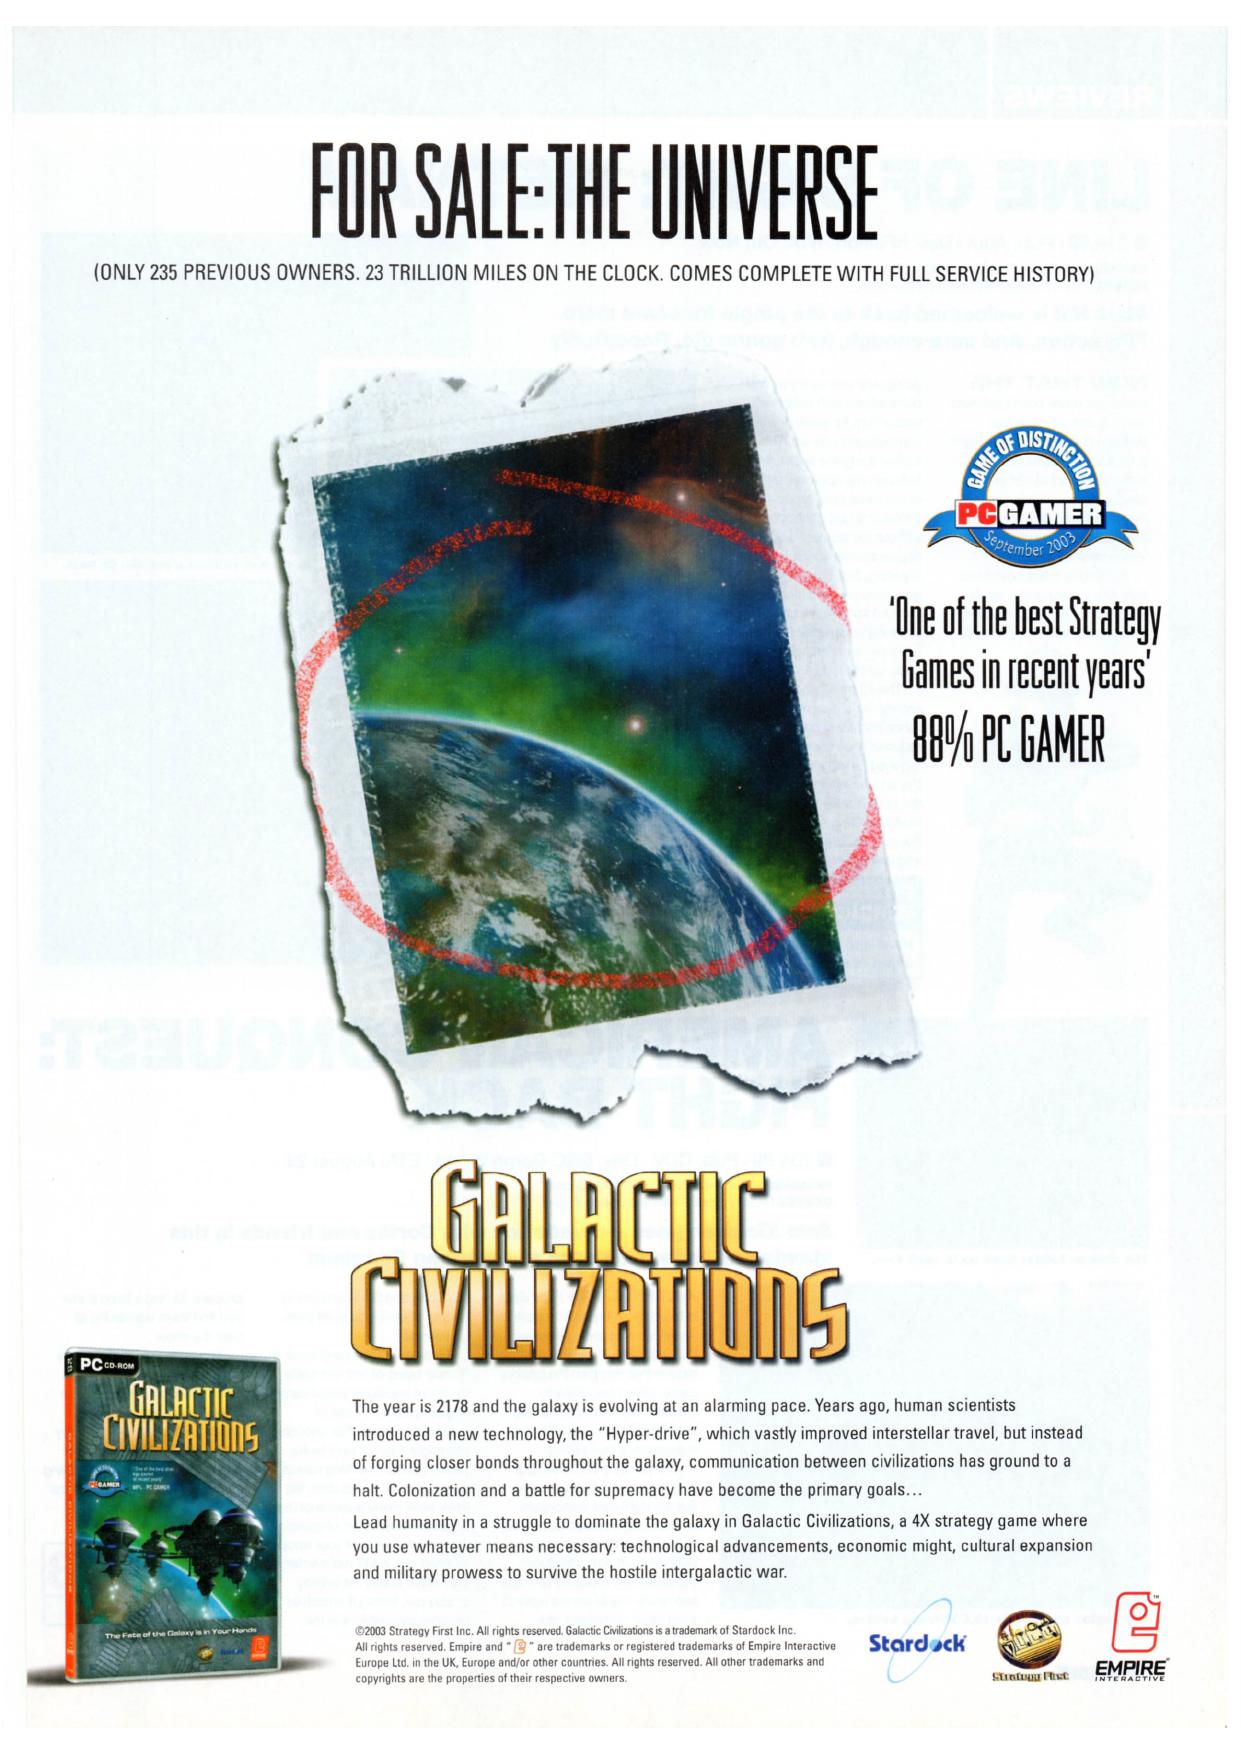 FOR SALE:THE UNIVERSE
(ONLY 235 PREVIOUS OWNERS. 23 TRILLION MILES ON THE CLOCK. COMES COMPLETE WITH FULL SERVICE HISTORY)
GAME OF DISTINCTION
PCGAMER
September 2003
'One of the best Strategy
Games in recent years'
88% PC GAMER
GALACTIC
CIVILIZATIONS
PC CD-ROM
GALACTIC
CIVILIZATIONS
PCGAMER
The Fate of the Galaxy is in Your Hands
The year is 2178 and the galaxy is evolving at an alarming pace. Years ago, human scientists
introduced a new technology, the "Hyper-drive", which vastly improved interstellar travel, but instead
of forging closer bonds throughout the galaxy, communication between civilizations has ground to a
halt. Colonization and a battle for supremacy have become the primary goals...
Lead humanity in a struggle to dominate the galaxy in Galactic Civilizations, a 4X strategy game where
you use whatever means necessary: technological advancements, economic might, cultural expansion
and military prowess to survive the hostile intergalactic war.
©2003 Strategy First Inc. All rights reserved. Galactic Civilizations is a trademark of Stardock Inc.
All rights reserved. Empire and " e " are trademarks or registered trademarks of Empire Interactive
Europe Ltd. in the UK, Europe and/or other countries. All rights reserved. All other trademarks and
copyrights are the properties of their respective owners.
Stardock
Strategy First
EMPIRE
INTERACTIVE